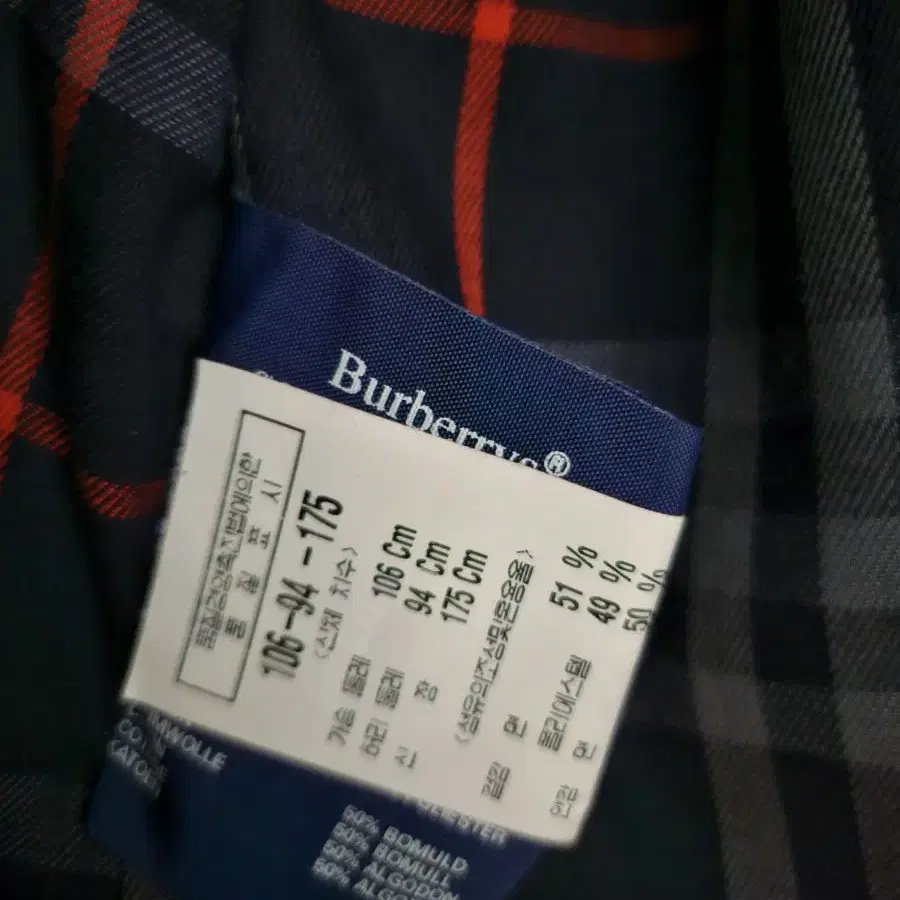 Burberrys®
품질경영촉진법에의한
품 질 표 시
106-94-175
<신체 치수>
가슴 둘레 106 Cm
허리 둘레 94 Cm
신 장 175 Cm
<섬유의조성및혼용율>
겉감 면 51 %
폴리에스텔 49 %
안감 면 50 %
50% BOMULD
50% BOMULL
50% ALGODON
50% ALGO